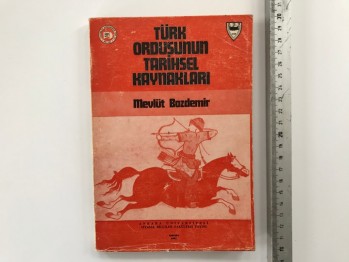 TÜRK
ORDUSUNUN
TARİHSEL
KAYNAKLARI
Mevlüt Bozdemir
ANKARA ÜNİVERSİTESİ